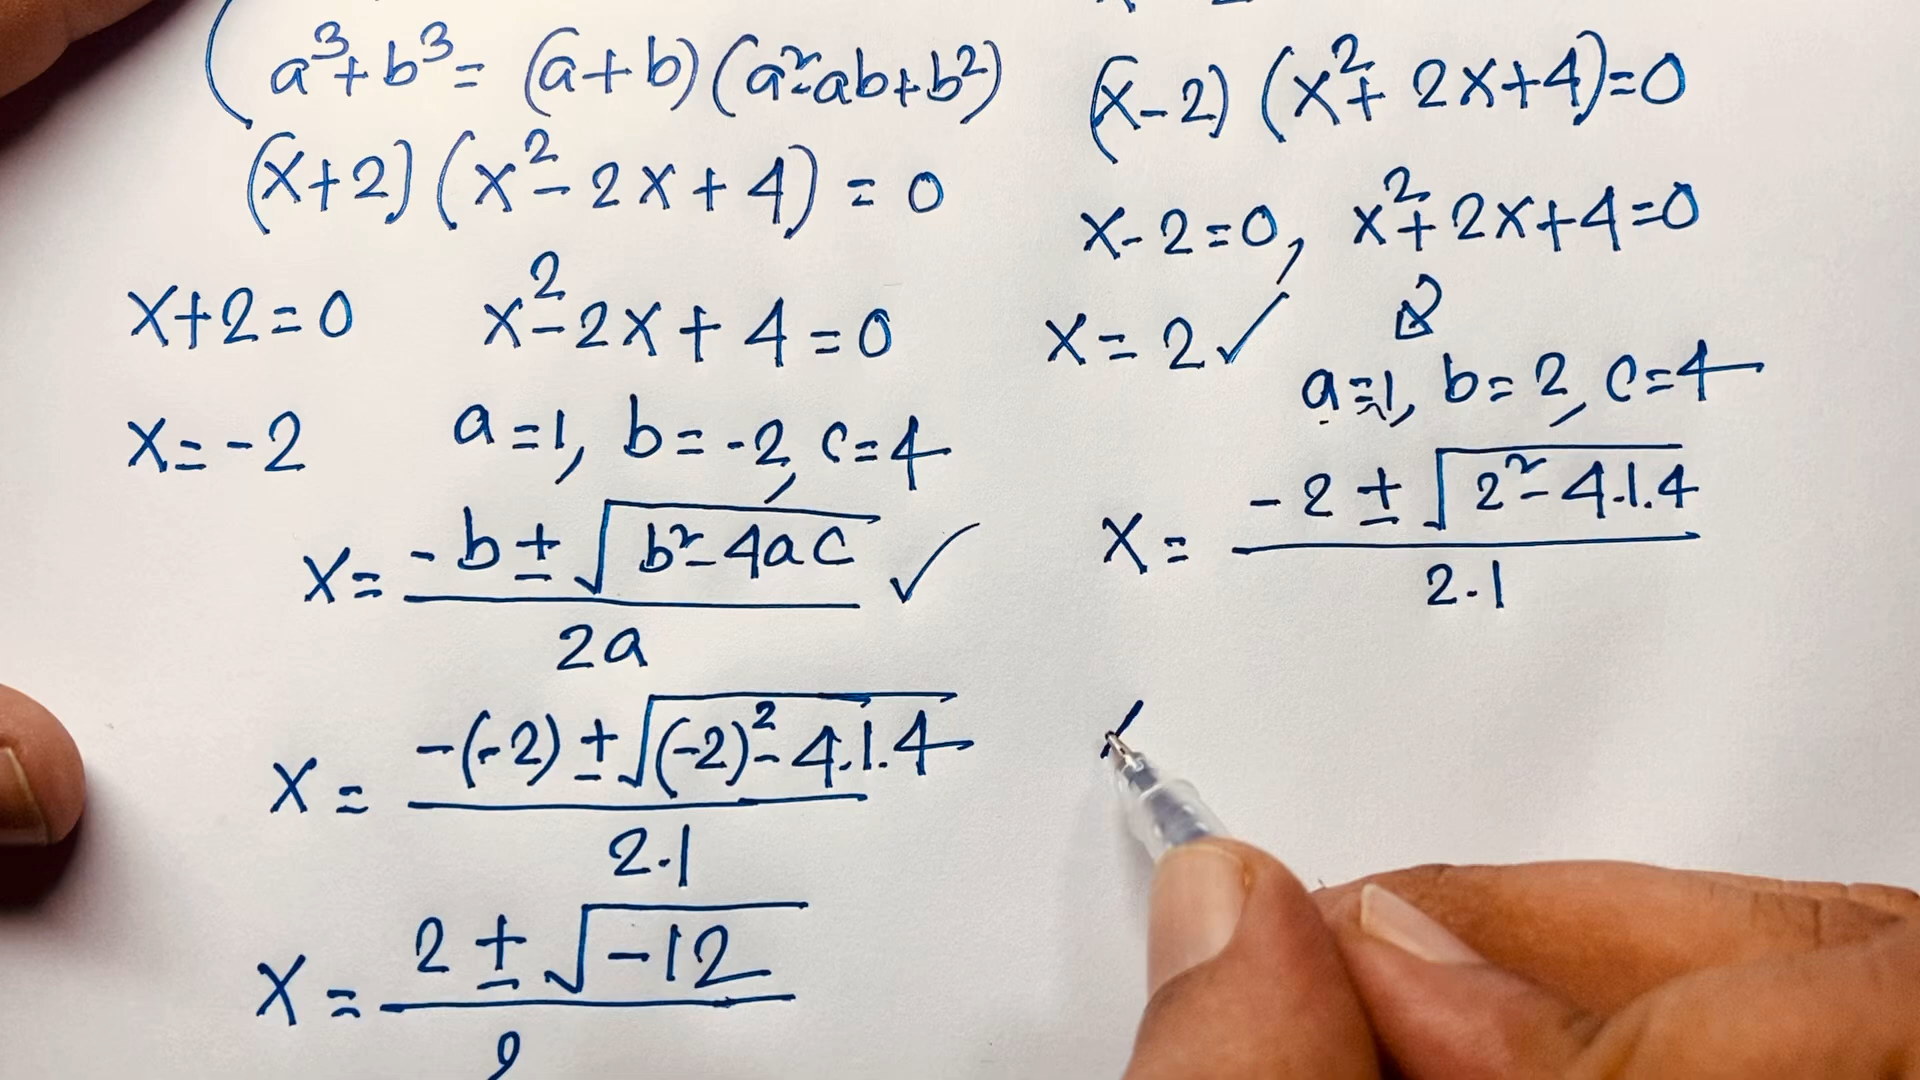 (a³+b³= (a+b)(a²-ab+b²)
(x+2)(x²-2x+4)=0
x+2=0 x²-2x+4=0
x=-2 a=1, b=-2, c=4
x= (-b±√(b²-4ac))/2a ✓
x= (-(-2)±√((-2)²-4.1.4))/2.1
x= (2±√(-12))/2
(x-2)(x²+2x+4)=0
x-2=0, x²+2x+4=0
x=2✓
a=1, b=2, c=4
x= (-2±√(2²-4.1.4))/2.1